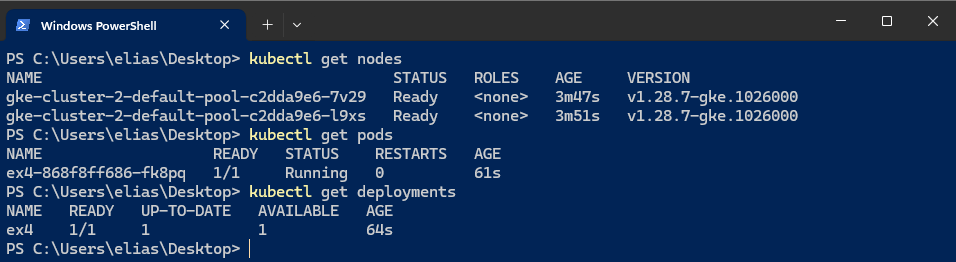 Windows PowerShell
PS C:\Users\elias\Desktop> kubectl get nodes
NAME STATUS ROLES AGE VERSION
gke-cluster-2-default-pool-c2dda9e6-7v29 Ready <none> 3m47s v1.28.7-gke.1026000
gke-cluster-2-default-pool-c2dda9e6-l9xs Ready <none> 3m51s v1.28.7-gke.1026000
PS C:\Users\elias\Desktop> kubectl get pods
NAME READY STATUS RESTARTS AGE
ex4-868f8ff686-fk8pq 1/1 Running 0 61s
PS C:\Users\elias\Desktop> kubectl get deployments
NAME READY UP-TO-DATE AVAILABLE AGE
ex4 1/1 1 1 64s
PS C:\Users\elias\Desktop>